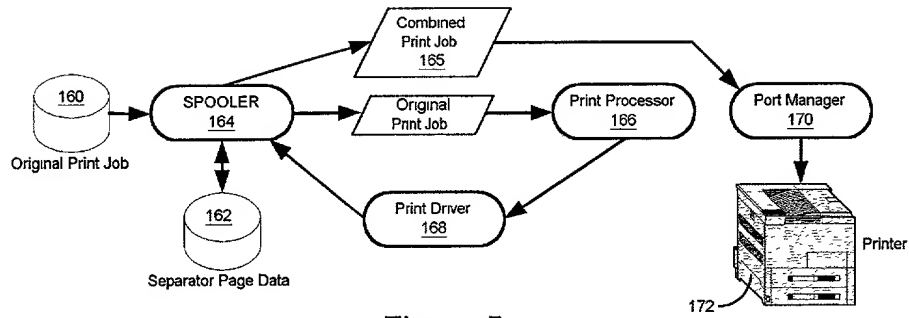 Combined
Print Job
165
160
SPOOLER
164
Original
Print Job
Print Processor
166
Port Manager
170
Original Print Job
162
Print Driver
168
Separator Page Data
Printer
172